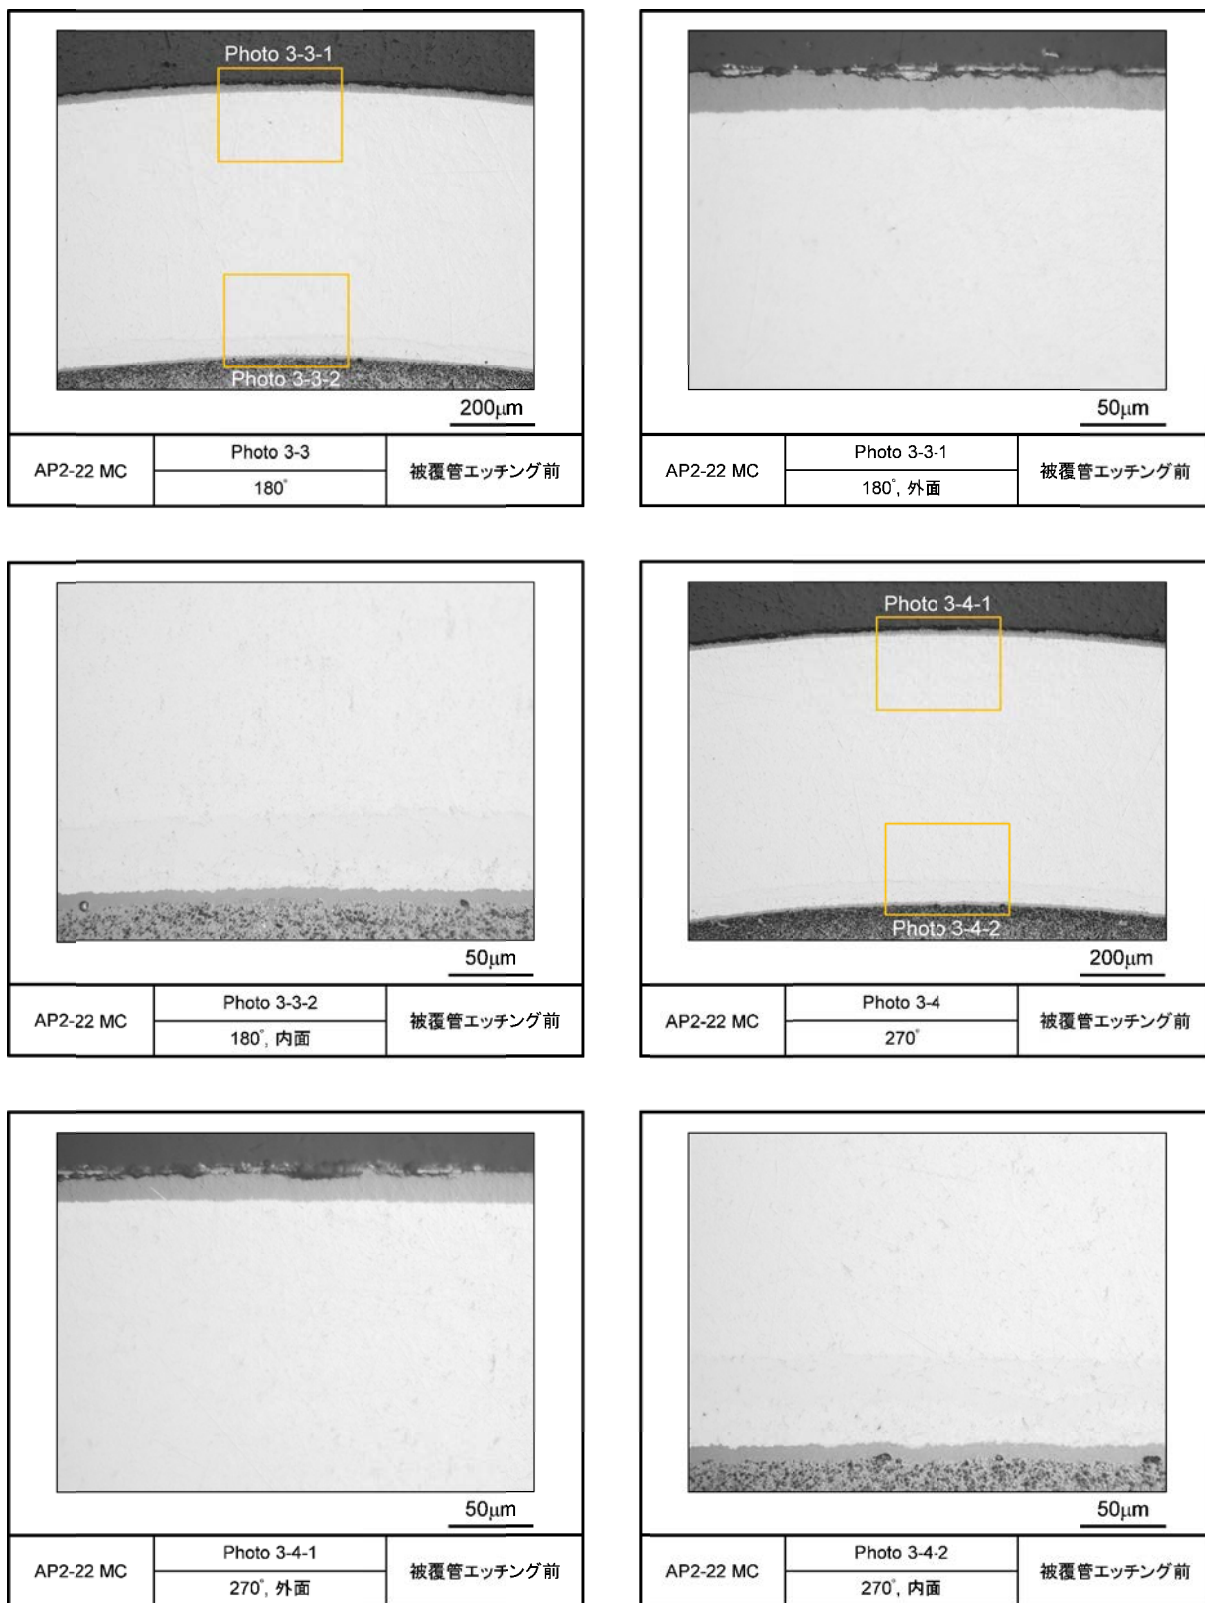 Photo 3-3-1
Photo 3-3-2
200μm
AP2-22 MC
Photo 3-3
180°
被覆管エッチング前
50μm
AP2-22 MC
Photo 3-3-1
180°, 外面
被覆管エッチング前
50μm
AP2-22 MC
Photo 3-3-2
180°, 内面
被覆管エッチング前
Photo 3-4-1
Photo 3-4-2
200μm
AP2-22 MC
Photo 3-4
270°
被覆管エッチング前
50μm
AP2-22 MC
Photo 3-4-1
270°, 外面
被覆管エッチング前
50μm
AP2-22 MC
Photo 3-4-2
270°, 内面
被覆管エッチング前